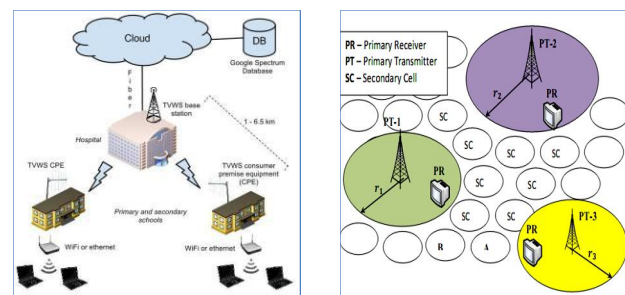 Cloud
DB
Google Spectrum
Database
Fiber
TVWS base
station
Hospital
1 - 6.5 km
TVWS CPE
TVWS consumer
premise equipment
(CPE)
Primary and secondary
schools
WiFi or ethernet
WiFi or ethernet
PR – Primary Receiver
PT – Primary Transmitter
SC – Secondary Cell
PT-2
r2
PR
SC
PT-1
SC
SC
SC
SC
SC
PR
SC
SC
r1
SC
SC
PT-3
PR
B
A
r3